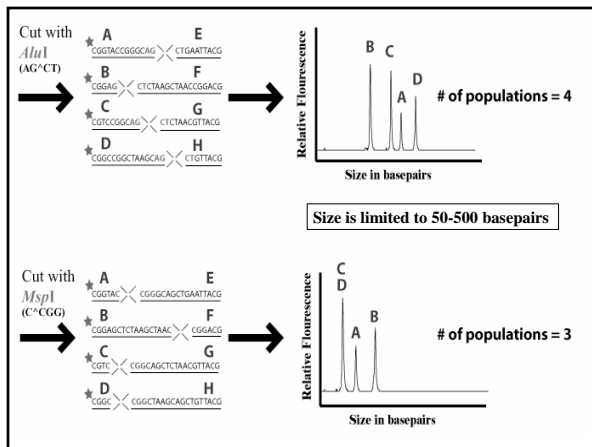 Cut with
AluI
(AG^CT)
A E
CGGTACCGGGCAG CTGAATTACG
B F
CGGAG CTCTAAGCTAACCGGACG
C G
CGTCCGGCAG CTCTAACGTTACG
D H
CGGCCGGCTAAGCAG CTGTTACG
Relative Flourescence
B C A D
Size in basepairs
# of populations = 4
Size is limited to 50-500 basepairs
Cut with
MspI
(C^CGG)
A E
CGGTAC CGGGCAGCTGAATTACG
B F
CGGAGCTCTAAGCTAAC CGGACG
C G
CGTC CGGCAGCTCTAACGTTACG
D H
CGGC CGGCTAAGCAGCTGTTACG
Relative Flourescence
C
D A B
Size in basepairs
# of populations = 3